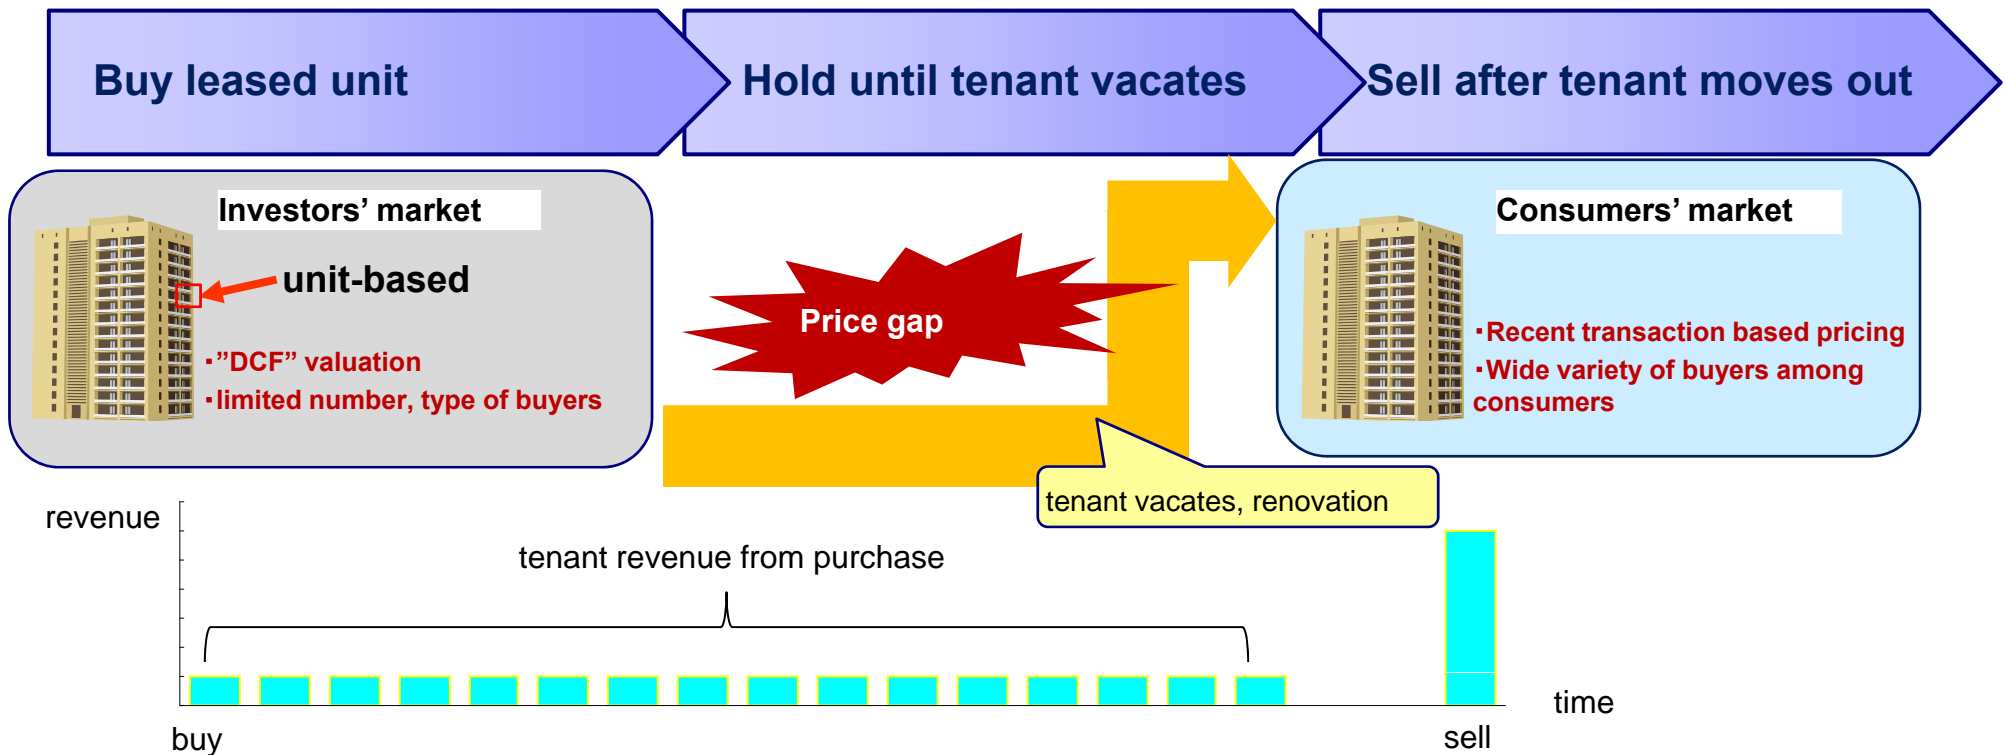 Buy leased unit
Hold until tenant vacates
Sell after tenant moves out
Investors’ market
unit-based
・”DCF” valuation
・limited number, type of buyers
Price gap
Consumers’ market
・Recent transaction based pricing
・Wide variety of buyers among
consumers
tenant vacates, renovation
revenue
tenant revenue from purchase
time
buy
sell